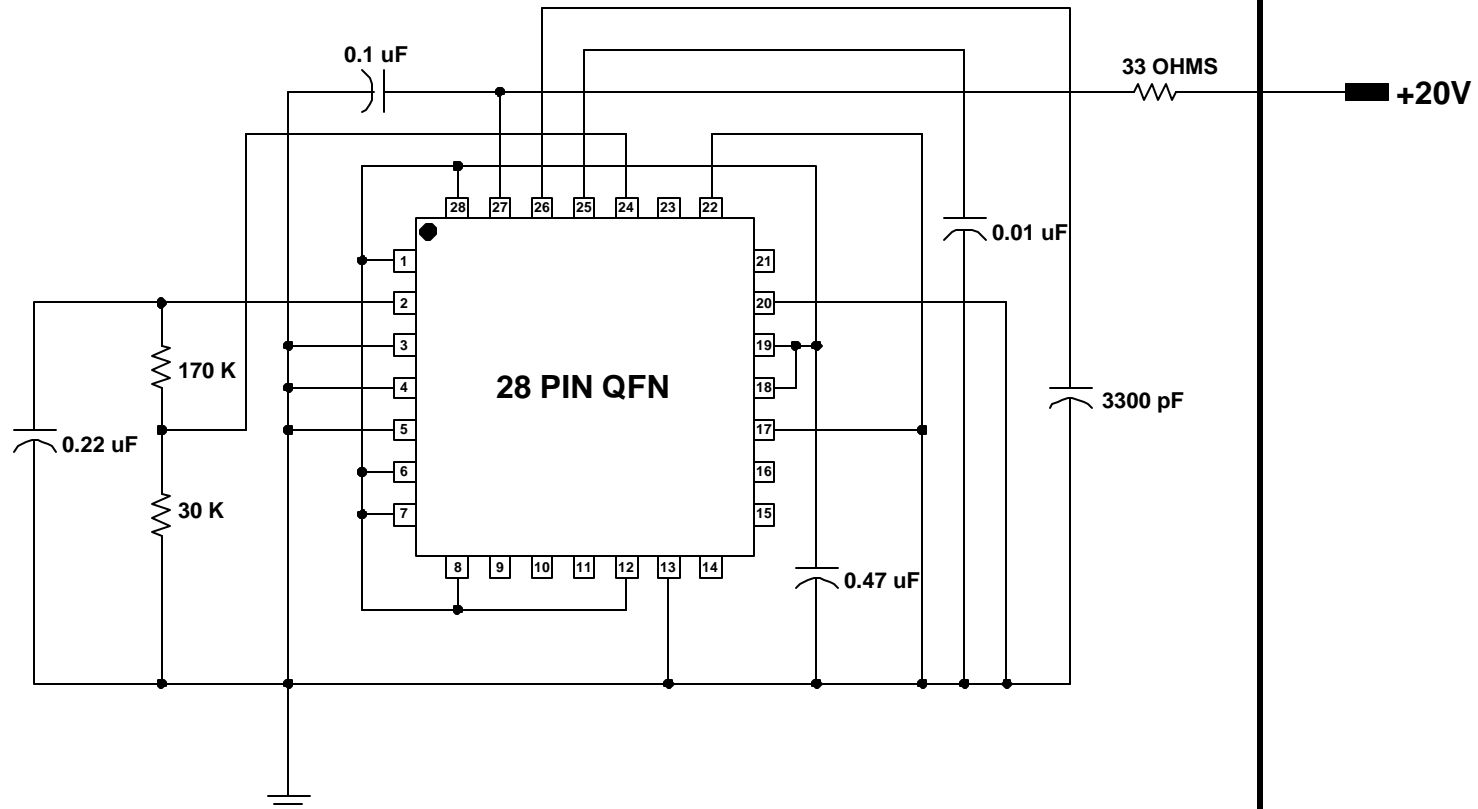 0.1 uF
33 OHMS
+20V
28 27 26 25 24 23 22
0.01 uF
1 21
2 20
3 19
170 K
28 PIN QFN
4 18
3300 pF
0.22 uF
5 17
6 16
30 K
7 15
8 9 10 11 12 13 14
0.47 uF